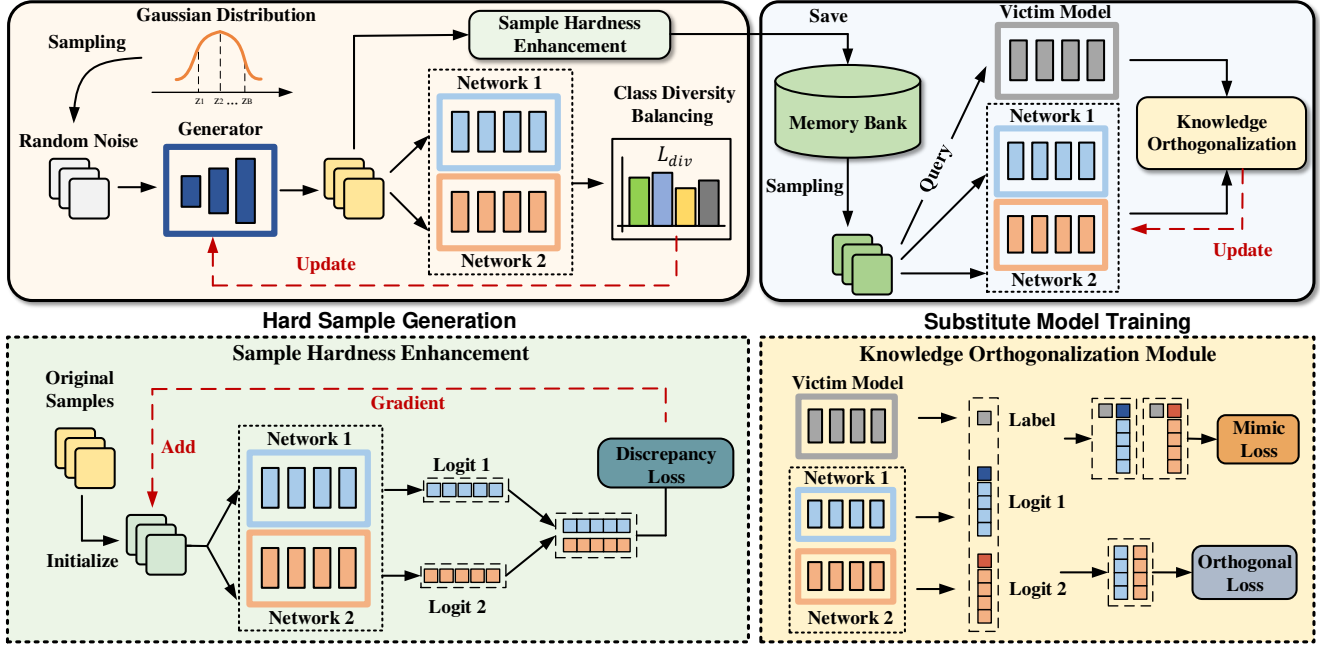 Gaussian Distribution
Sampling
z1 z2 ... zB
Random Noise
Generator
Sample Hardness
Enhancement
Network 1
Network 2
Class Diversity
Balancing
L_div
Update
Hard Sample Generation
Save
Memory Bank
Sampling
Query
Victim Model
Network 1
Network 2
Knowledge
Orthogonalization
Update
Substitute Model Training
Sample Hardness Enhancement
Original
Samples
Gradient
Add
Initialize
Network 1
Network 2
Logit 1
Logit 2
Discrepancy
Loss
Knowledge Orthogonalization Module
Victim Model
Network 1
Network 2
Label
Logit 1
Logit 2
Mimic
Loss
Orthogonal
Loss